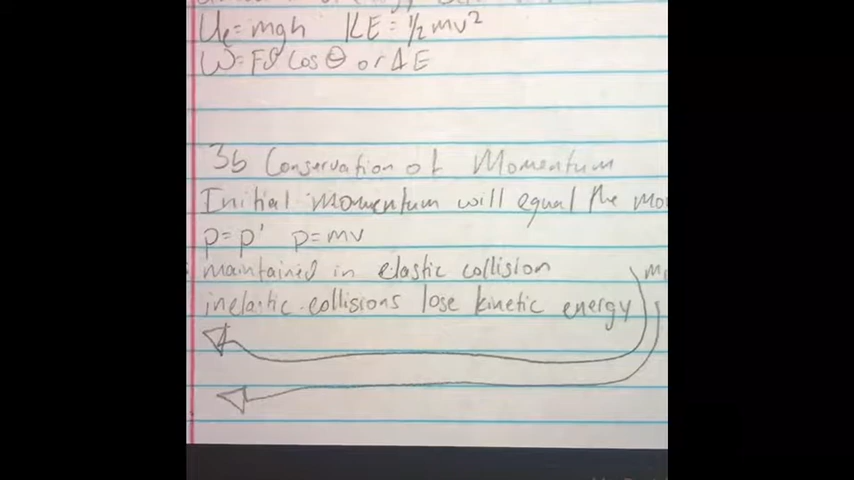 Ug=mgh KE=½mv²
W=Fd Cos θ or ΔE
3b Conservation of Momentum
Initial momentum will equal the mo
p=p' p=mv
maintained in elastic collision
inelastic collisions lose kinetic energy